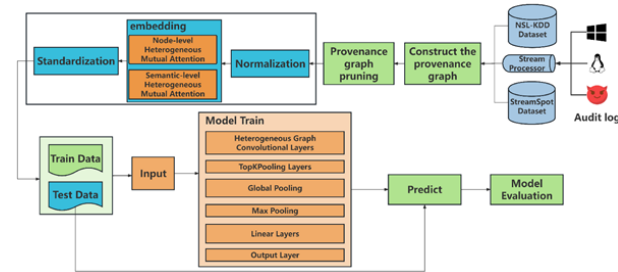 Standardization
embedding
Node-level
Heterogeneous
Mutual Attention
Semantic-level
Heterogeneous
Mutual Attention
Normalization
Provenance
graph
pruning
Construct the
provenance
graph
NSL-KDD
Dataset
Stream
Processor
StreamSpot
Dataset
Audit log
Train Data
Test Data
Input
Model Train
Heterogeneous Graph
Convolutional Layers
TopKPooling Layers
Global Pooling
Max Pooling
Linear Layers
Output Layer
Predict
Model
Evaluation